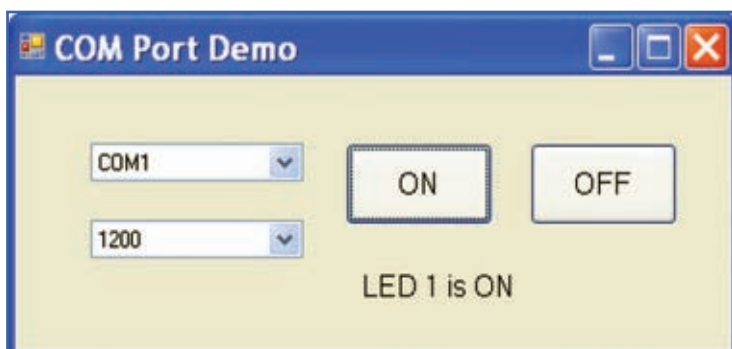 COM Port Demo
COM1
ON
OFF
1200
LED 1 is ON